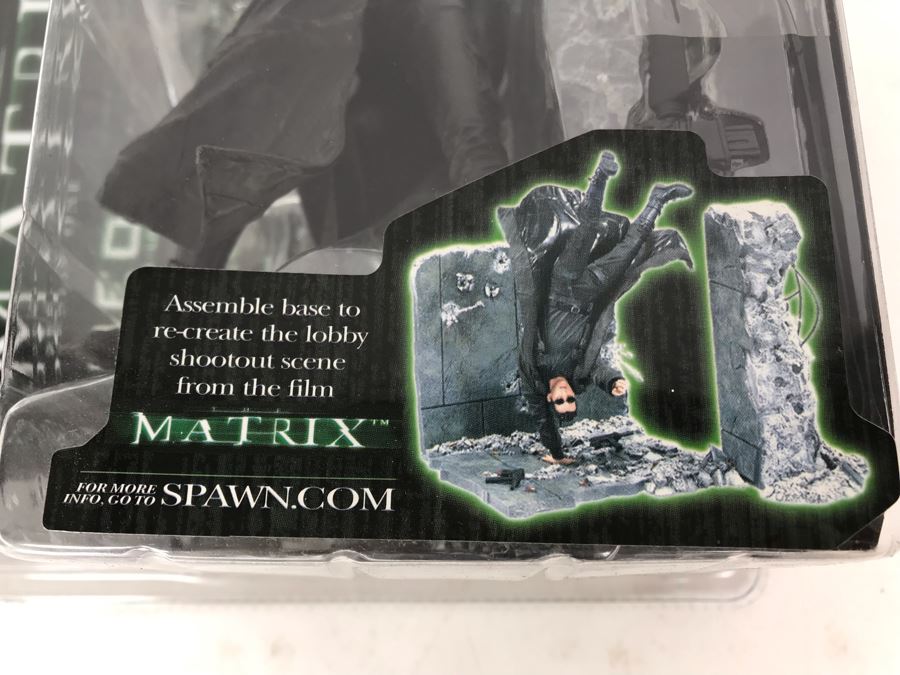 Assemble base to
re-create the lobby
shootout scene
from the film
THE
MATRIX™
FOR MORE
INFO, GO TO SPAWN.COM